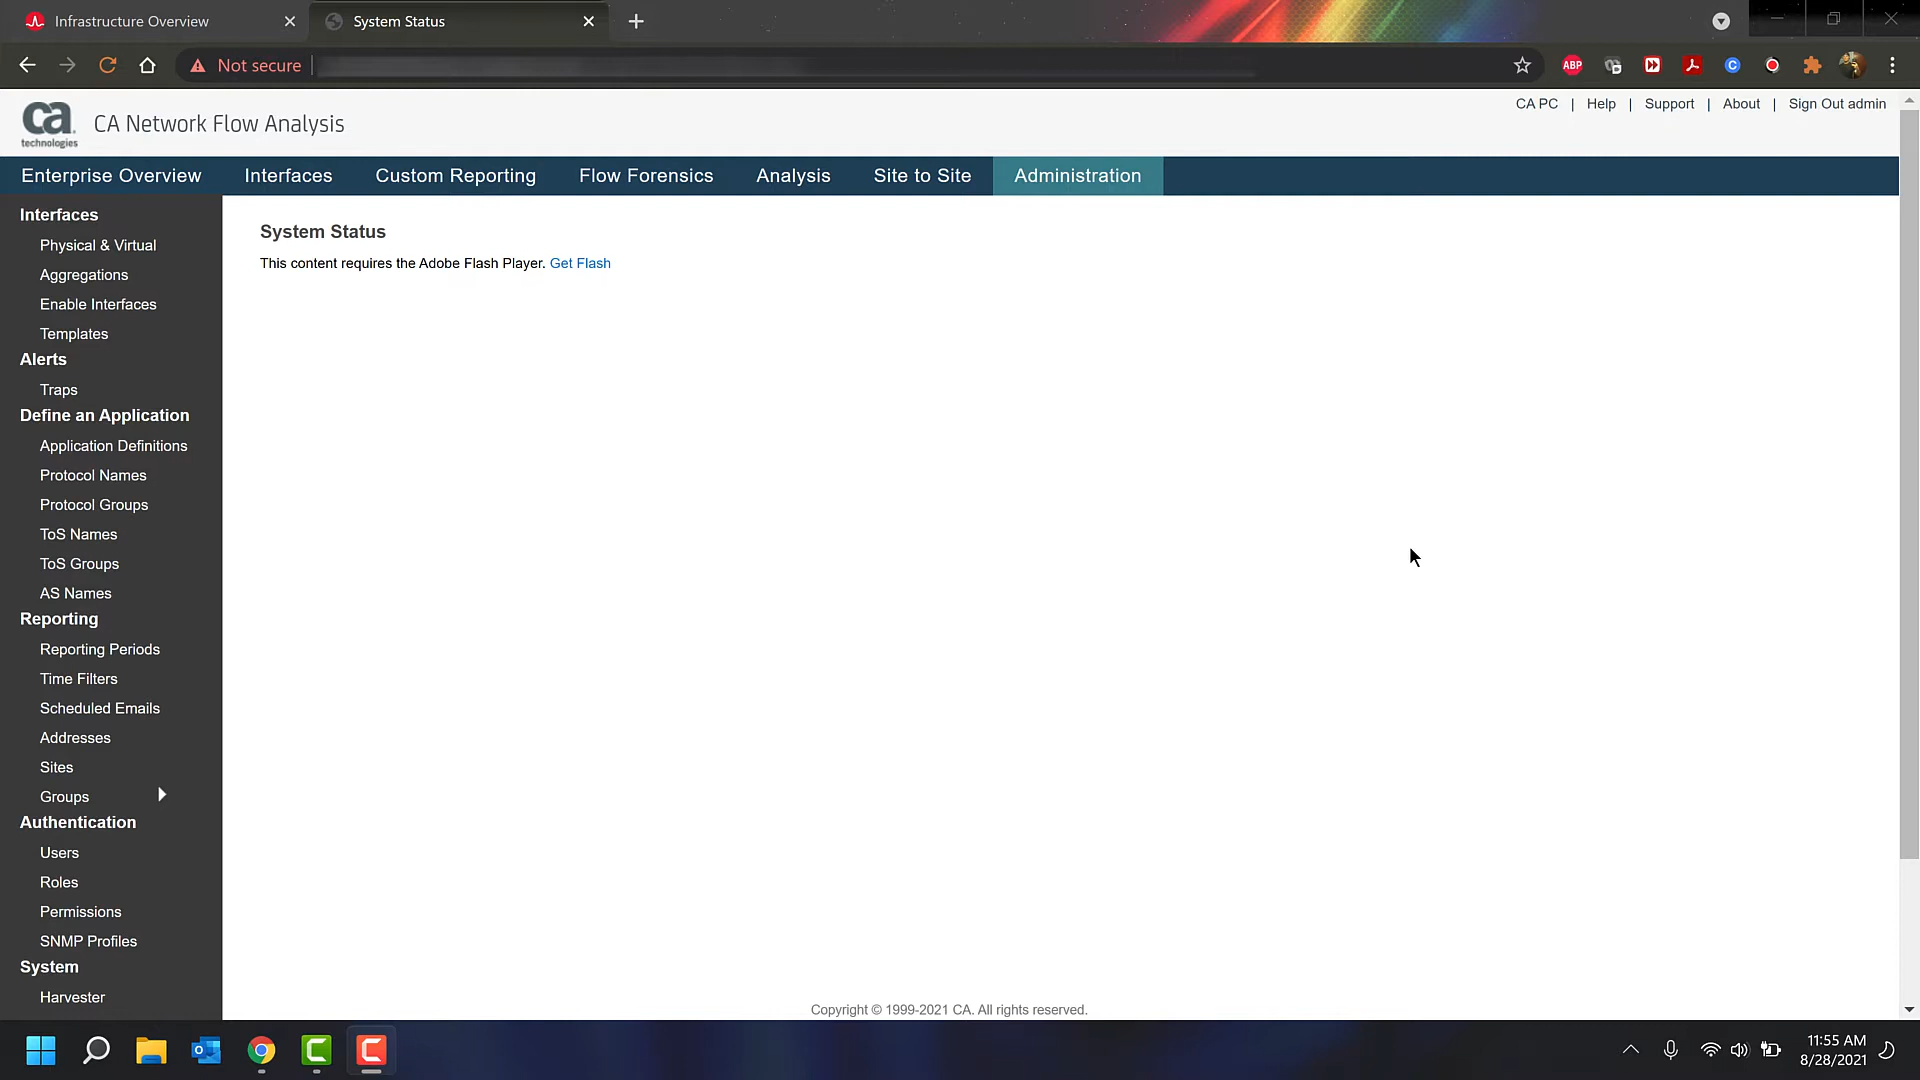 Infrastructure Overview
System Status
Not secure
ABP
ca
technologies
CA Network Flow Analysis
CA PC | Help | Support | About | Sign Out admin
Enterprise Overview Interfaces Custom Reporting Flow Forensics Analysis Site to Site Administration
Interfaces
Physical & Virtual
Aggregations
Enable Interfaces
Templates
Alerts
Traps
Define an Application
Application Definitions
Protocol Names
Protocol Groups
ToS Names
ToS Groups
AS Names
Reporting
Reporting Periods
Time Filters
Scheduled Emails
Addresses
Sites
Groups
Authentication
Users
Roles
Permissions
SNMP Profiles
System
Harvester
System Status
This content requires the Adobe Flash Player. Get Flash
Copyright © 1999-2021 CA. All rights reserved.
11:55 AM
8/28/2021